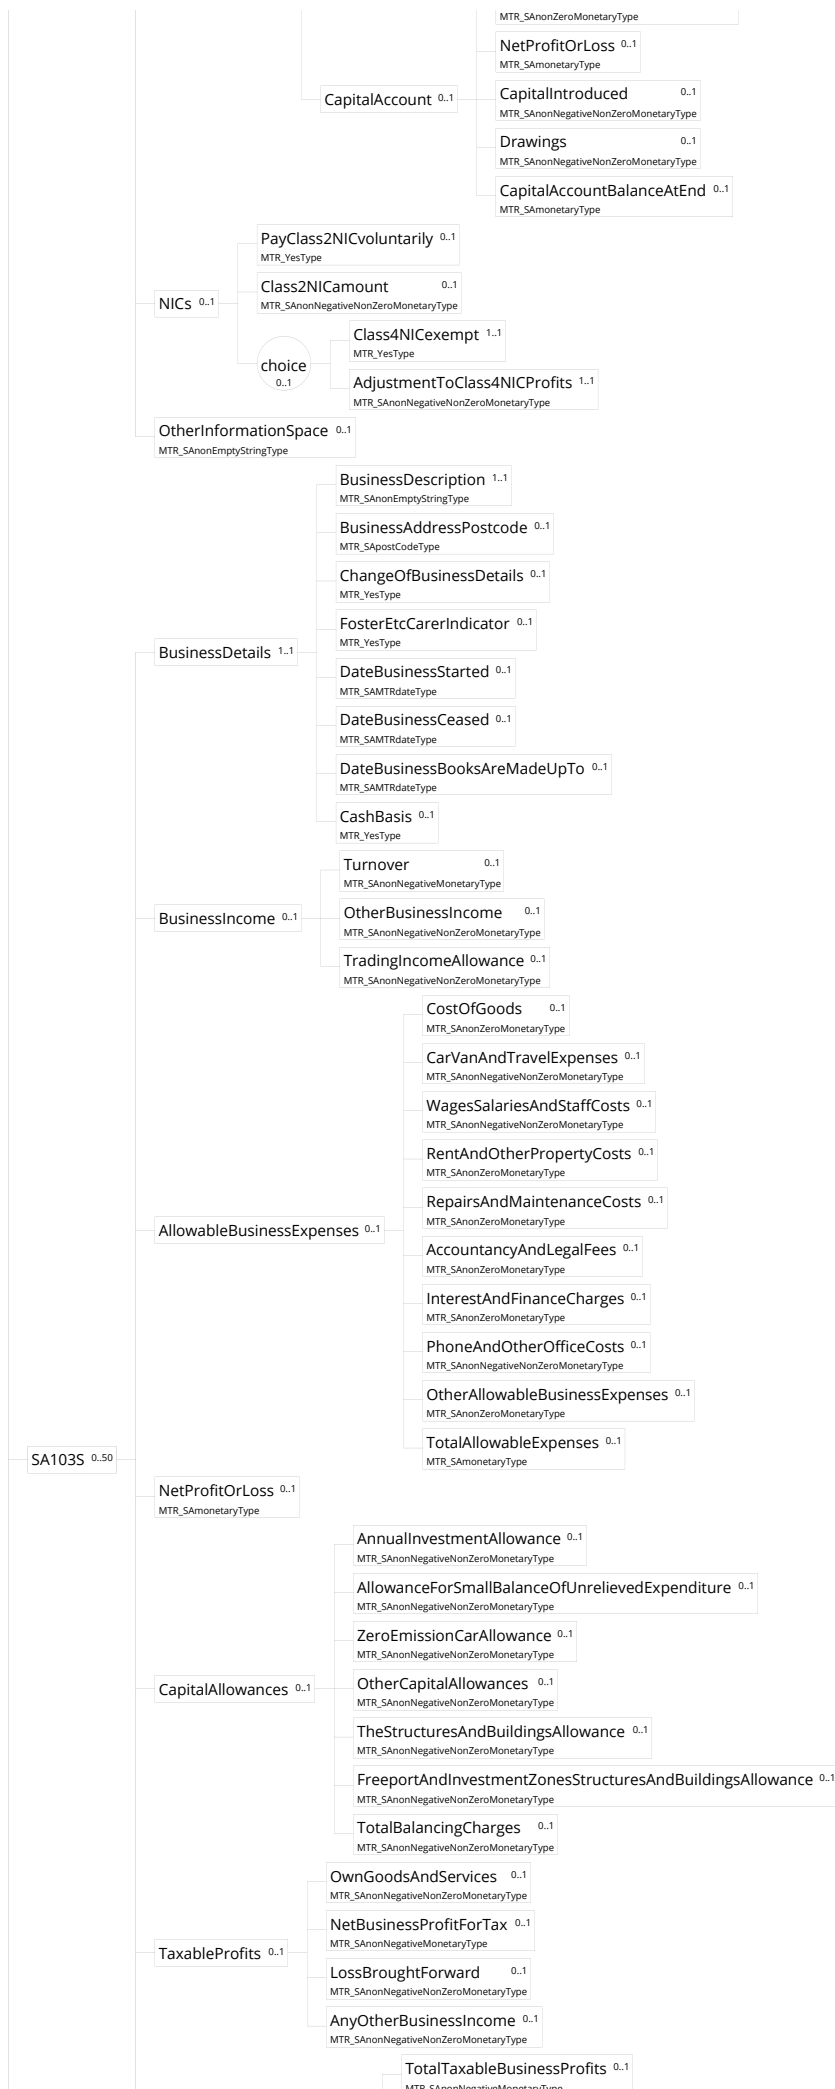 MTR_SAnonZeroMonetaryType
NetProfitOrLoss 0..1
MTR_SAmonetaryType
CapitalAccount 0..1
CapitalIntroduced 0..1
MTR_SAnonNegativeNonZeroMonetaryType
Drawings 0..1
MTR_SAnonNegativeNonZeroMonetaryType
CapitalAccountBalanceAtEnd 0..1
MTR_SAmonetaryType
PayClass2NICvoluntarily 0..1
MTR_YesType
Class2NICamount 0..1
MTR_SAnonNegativeNonZeroMonetaryType
NICs 0..1
Class4NICexempt 1..1
MTR_YesType
choice
0..1
AdjustmentToClass4NICProfits 1..1
MTR_SAnonNegativeNonZeroMonetaryType
OtherInformationSpace 0..1
MTR_SAnonEmptyStringType
BusinessDescription 1..1
MTR_SAnonEmptyStringType
BusinessAddressPostcode 0..1
MTR_SApostCodeType
ChangeOfBusinessDetails 0..1
MTR_YesType
FosterEtcCarerIndicator 0..1
MTR_YesType
BusinessDetails 1..1
DateBusinessStarted 0..1
MTR_SAMTRdateType
DateBusinessCeased 0..1
MTR_SAMTRdateType
DateBusinessBooksAreMadeUpTo 0..1
MTR_SAMTRdateType
CashBasis 0..1
MTR_YesType
Turnover 0..1
MTR_SAnonNegativeMonetaryType
BusinessIncome 0..1
OtherBusinessIncome 0..1
MTR_SAnonNegativeNonZeroMonetaryType
TradingIncomeAllowance 0..1
MTR_SAnonNegativeNonZeroMonetaryType
CostOfGoods 0..1
MTR_SAnonZeroMonetaryType
CarVanAndTravelExpenses 0..1
MTR_SAnonNegativeNonZeroMonetaryType
WagesSalariesAndStaffCosts 0..1
MTR_SAnonNegativeNonZeroMonetaryType
RentAndOtherPropertyCosts 0..1
MTR_SAnonZeroMonetaryType
RepairsAndMaintenanceCosts 0..1
MTR_SAnonZeroMonetaryType
AllowableBusinessExpenses 0..1
AccountancyAndLegalFees 0..1
MTR_SAnonZeroMonetaryType
InterestAndFinanceCharges 0..1
MTR_SAnonZeroMonetaryType
PhoneAndOtherOfficeCosts 0..1
MTR_SAnonNegativeNonZeroMonetaryType
OtherAllowableBusinessExpenses 0..1
MTR_SAnonZeroMonetaryType
TotalAllowableExpenses 0..1
MTR_SAmonetaryType
SA103S 0..50
NetProfitOrLoss 0..1
MTR_SAmonetaryType
AnnualInvestmentAllowance 0..1
MTR_SAnonNegativeNonZeroMonetaryType
AllowanceForSmallBalanceOfUnrelievedExpenditure 0..1
MTR_SAnonNegativeNonZeroMonetaryType
ZeroEmissionCarAllowance 0..1
MTR_SAnonNegativeNonZeroMonetaryType
CapitalAllowances 0..1
OtherCapitalAllowances 0..1
MTR_SAnonNegativeNonZeroMonetaryType
TheStructuresAndBuildingsAllowance 0..1
MTR_SAnonNegativeNonZeroMonetaryType
FreeportAndInvestmentZonesStructuresAndBuildingsAllowance 0..1
MTR_SAnonNegativeNonZeroMonetaryType
TotalBalancingCharges 0..1
MTR_SAnonNegativeNonZeroMonetaryType
OwnGoodsAndServices 0..1
MTR_SAnonNegativeNonZeroMonetaryType
NetBusinessProfitForTax 0..1
MTR_SAnonNegativeMonetaryType
TaxableProfits 0..1
LossBroughtForward 0..1
MTR_SAnonNegativeNonZeroMonetaryType
AnyOtherBusinessIncome 0..1
MTR_SAnonNegativeNonZeroMonetaryType
TotalTaxableBusinessProfits 0..1
MTR_SAnonNegativeMonetaryType